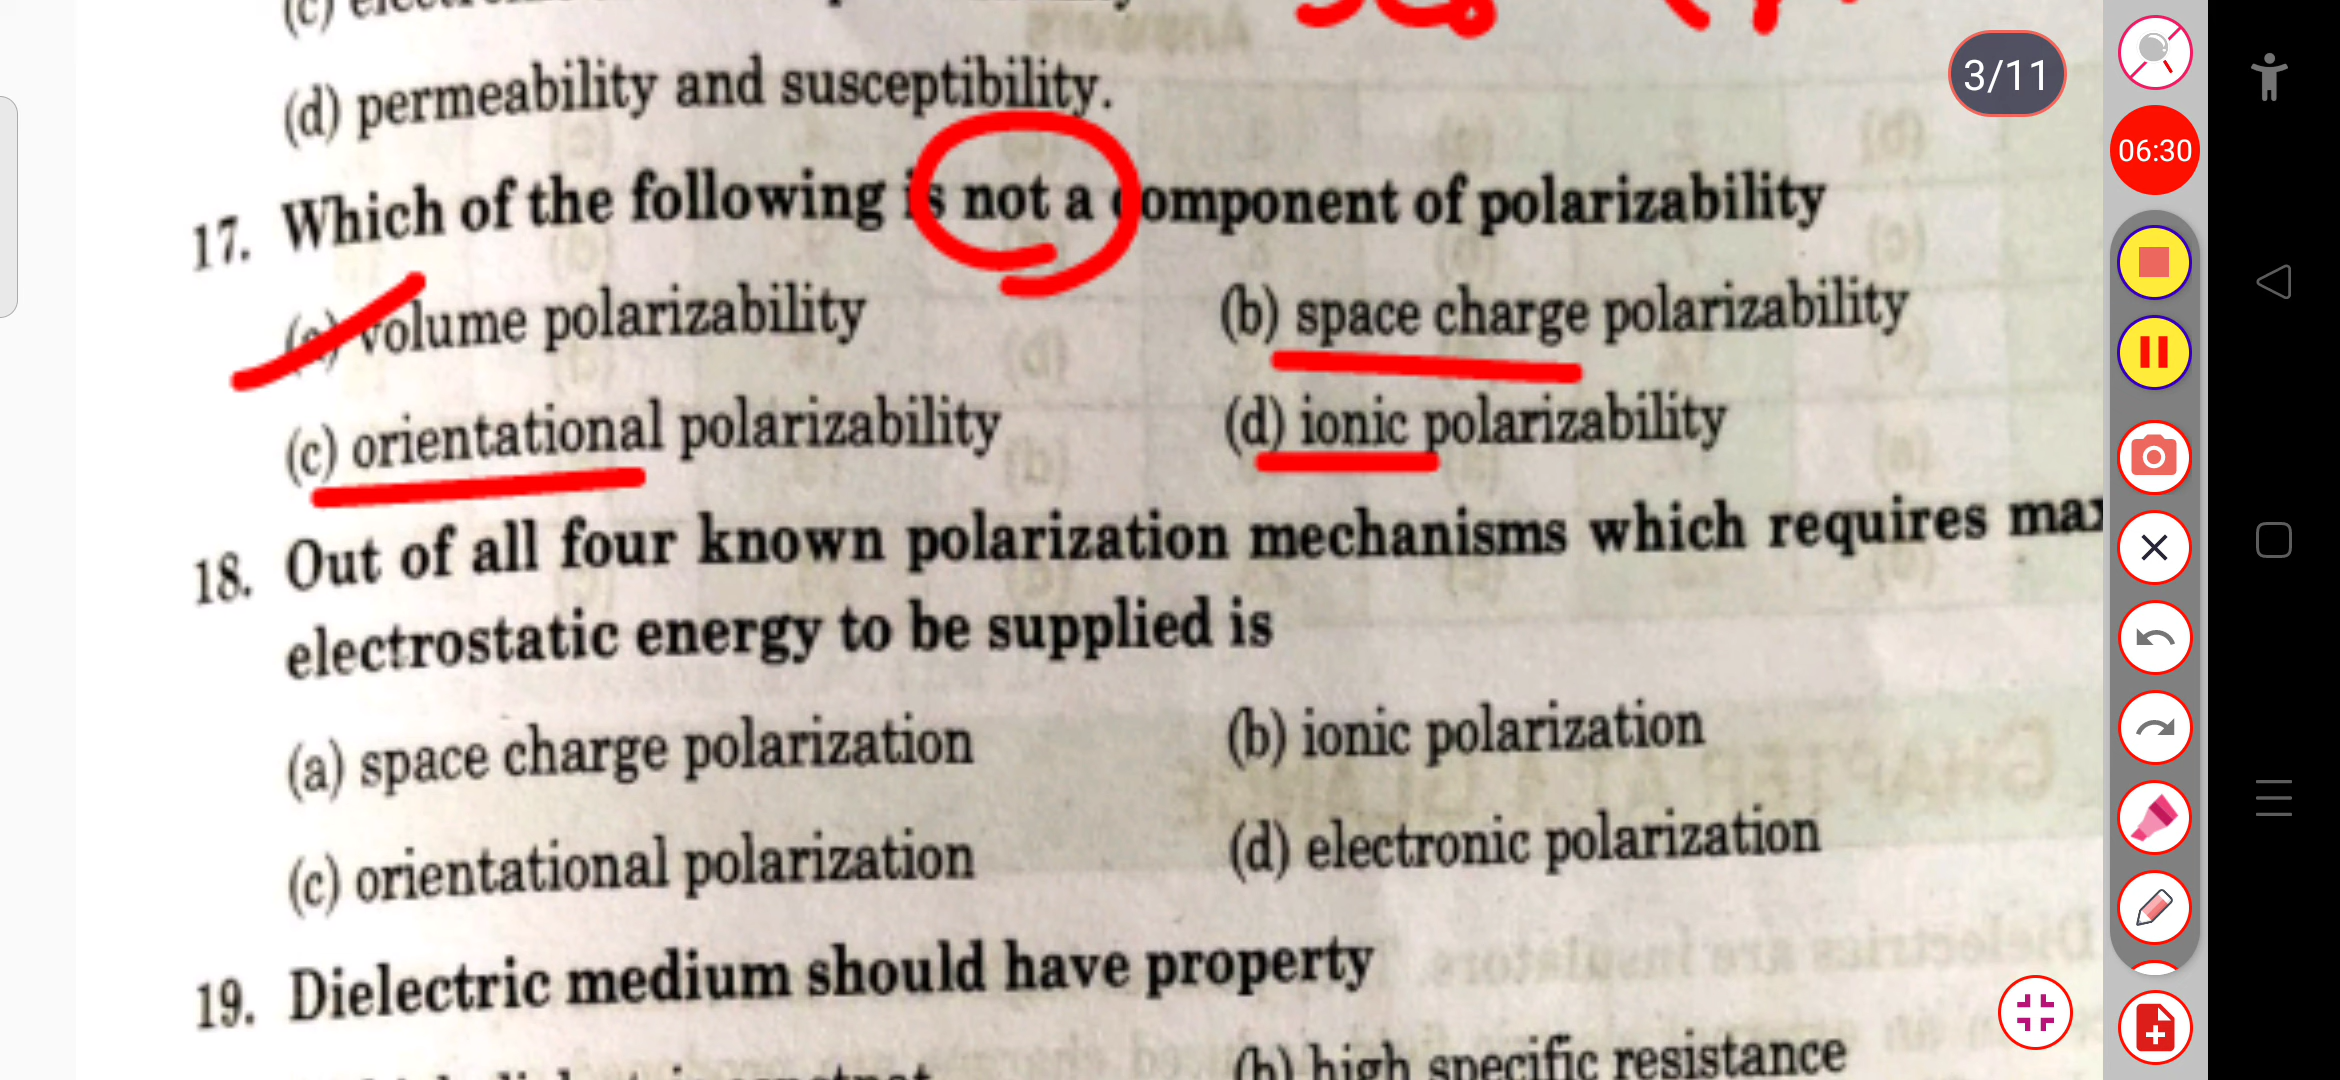 (d) permeability and susceptibility.
3/11
06:30
17. Which of the following is not a component of polarizability
(a) volume polarizability (b) space charge polarizability
(c) orientational polarizability (d) ionic polarizability
18. Out of all four known polarization mechanisms which requires
electrostatic energy to be supplied is
(a) space charge polarization (b) ionic polarization
(c) orientational polarization (d) electronic polarization
19. Dielectric medium should have property
(b) high specific resistance